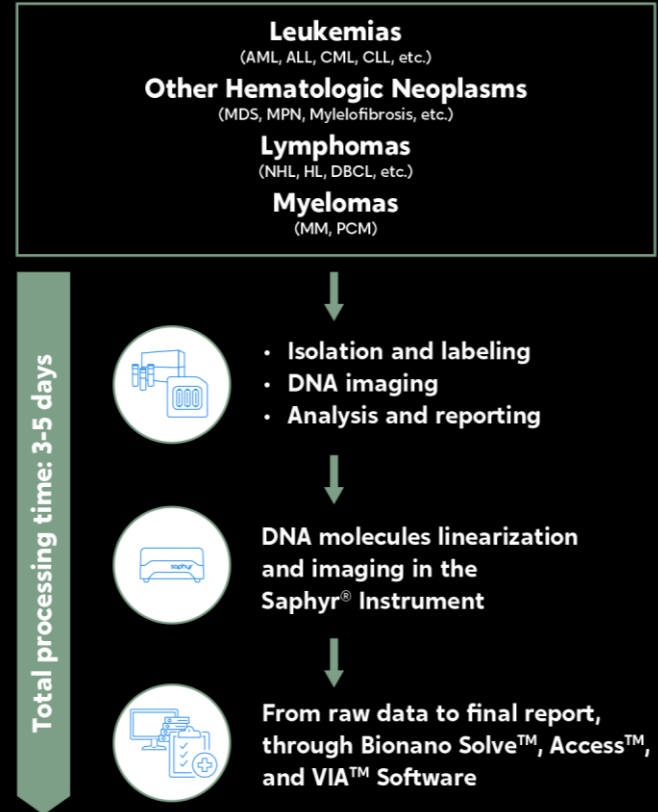 Leukemias
(AML, ALL, CML, CLL, etc.)
Other Hematologic Neoplasms
(MDS, MPN, Mylelofibrosis, etc.)
Lymphomas
(NHL, HL, DBCL, etc.)
Myelomas
(MM, PCM)
Total processing time: 3-5 days
• Isolation and labeling
• DNA imaging
• Analysis and reporting
saphyr
DNA molecules linearization
and imaging in the
Saphyr® Instrument
From raw data to final report,
through Bionano Solve™, Access™,
and VIA™ Software